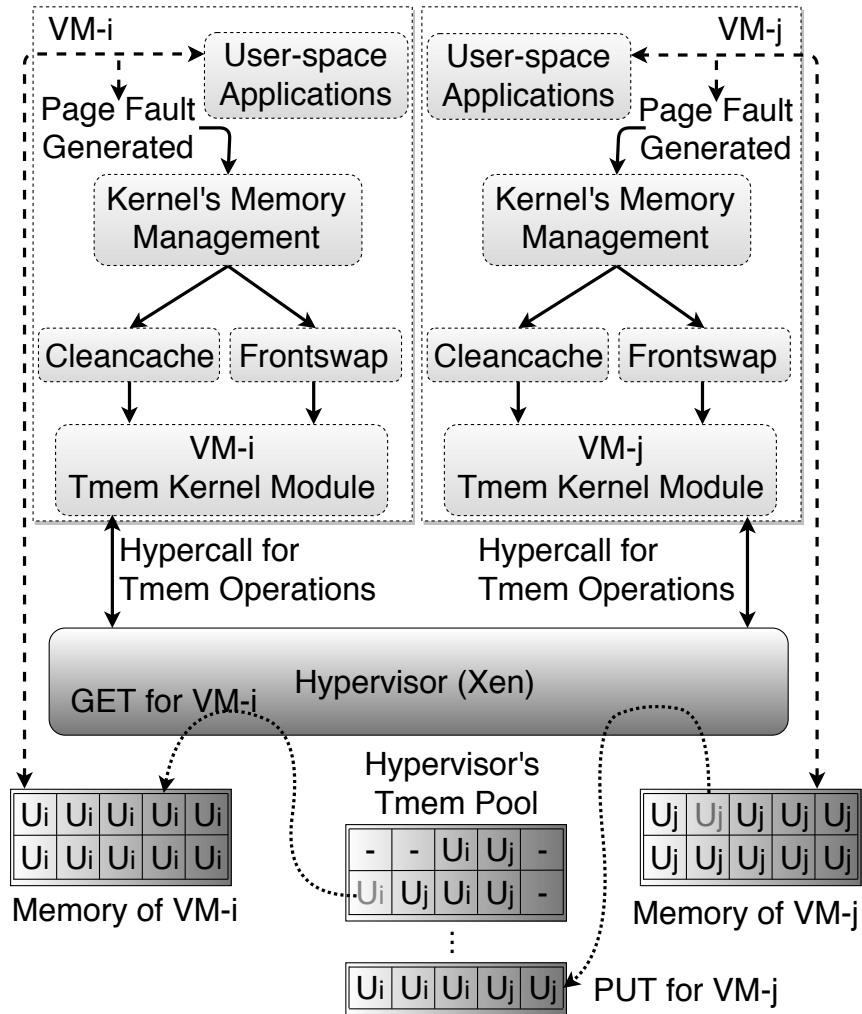 VM-i
User-space
Applications
Page Fault
Generated
Kernel's Memory
Management
Cleancache
Frontswap
VM-i
Tmem Kernel Module
Hypercall for
Tmem Operations
VM-j
User-space
Applications
Page Fault
Generated
Kernel's Memory
Management
Cleancache
Frontswap
VM-j
Tmem Kernel Module
Hypercall for
Tmem Operations
Hypervisor (Xen)
GET for VM-i
Ui Ui Ui Ui Ui
Ui Ui Ui Ui Ui
Memory of VM-i
Hypervisor's
Tmem Pool
- - Ui Uj -
Ui Uj Ui Uj -
⋮
Ui Ui Ui Uj Uj
Uj Uj Uj Uj Uj
Uj Uj Uj Uj Uj
Memory of VM-j
PUT for VM-j